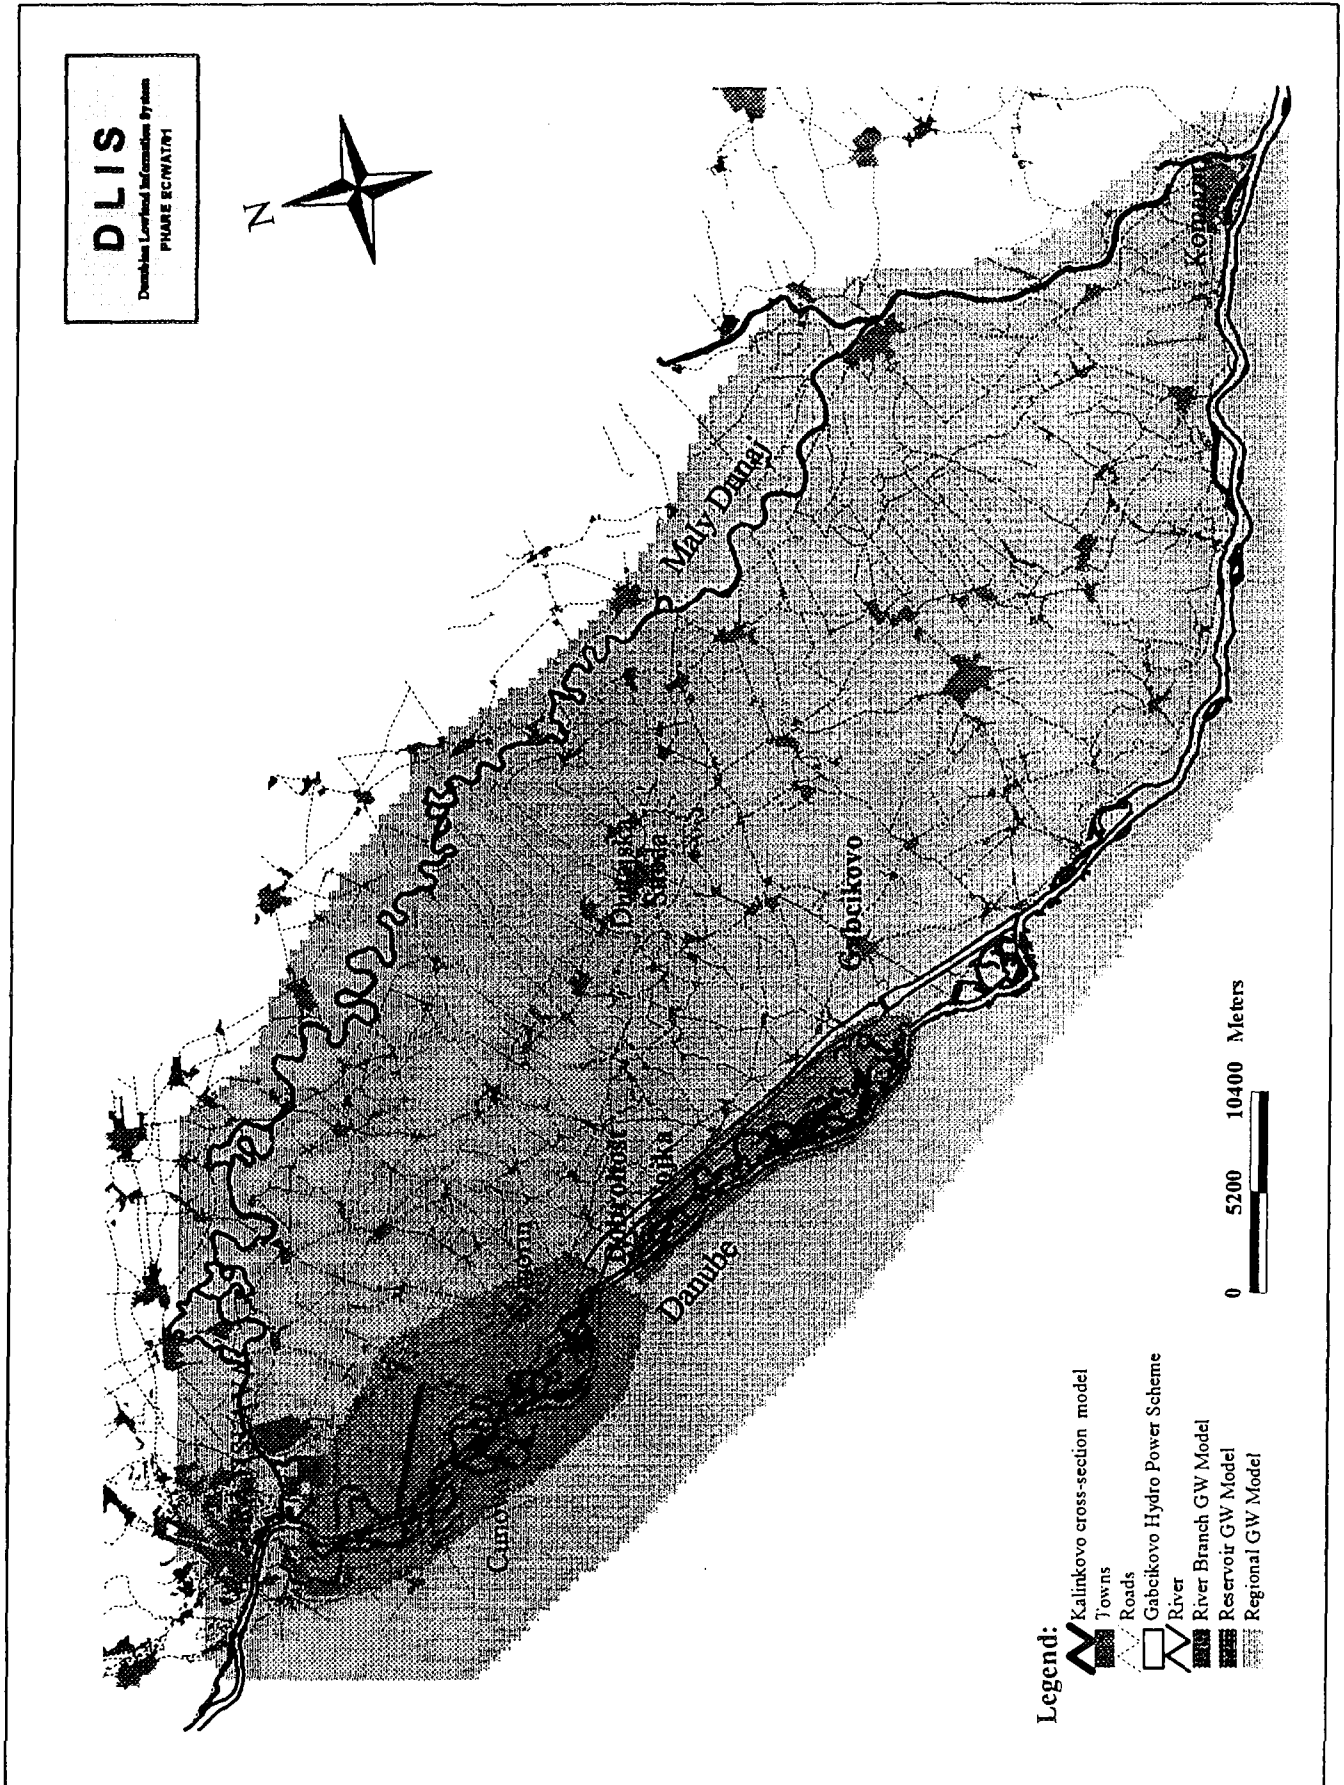 DLIS
Danubian Lowland Information System
PHARE EC/WAT/01
N
Maly Dunaj
Komarno
Dunajska
Streda
Gabcikovo
Danube
0 5200 10400 Meters
Legend:
Kalinkovo cross-section model
Towns
Roads
Gabcikovo Hydro Power Scheme
River
River Branch GW Model
Reservoir GW Model
Regional GW Model